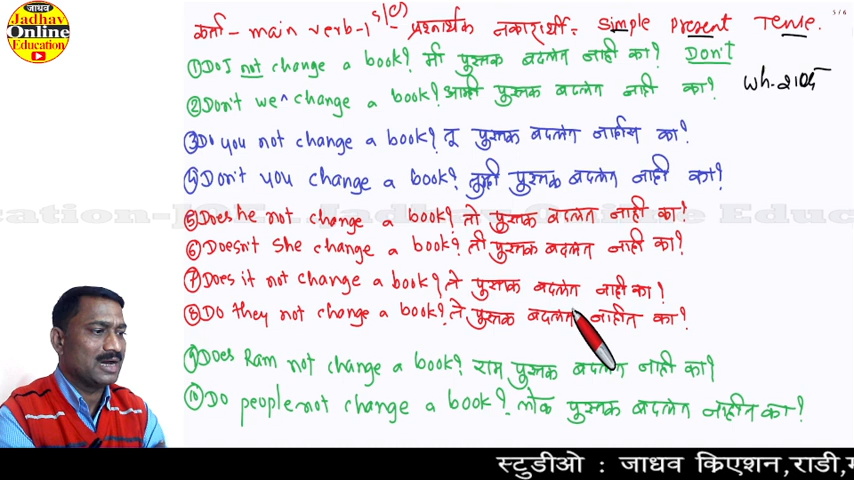 जाधव
Jadhav
Online
Education
5/6
कर्ता - main verb-1 s/(es) - प्रश्नार्थक नकारार्थी - Simple Present Tense.
① Do I not change a book? मी पुस्तक बदलत नाही का? Don't
② Don't we ^ change a book? आम्ही पुस्तक बदलत नाही का? Wh-
③ Do you not change a book? तू पुस्तक बदलत नाहीस का?
④ Don't you change a book? तुम्ही पुस्तक बदलत नाही का?
⑤ Does he not change a book? तो पुस्तक बदलत नाही का?
⑥ Doesn't She change a book? ती पुस्तक बदलत नाही का?
⑦ Does it not change a book? ते पुस्तक बदलत नाही का?
⑧ Do they not change a book? ते पुस्तक बदलत नाहीत का?
⑨ Does Ram not change a book? राम पुस्तक बदलत नाही का?
⑩ Do people not change a book? लोक पुस्तक बदलत नाहीत का?
स्टुडीओ : जाधव क्रिएशन,राडी,